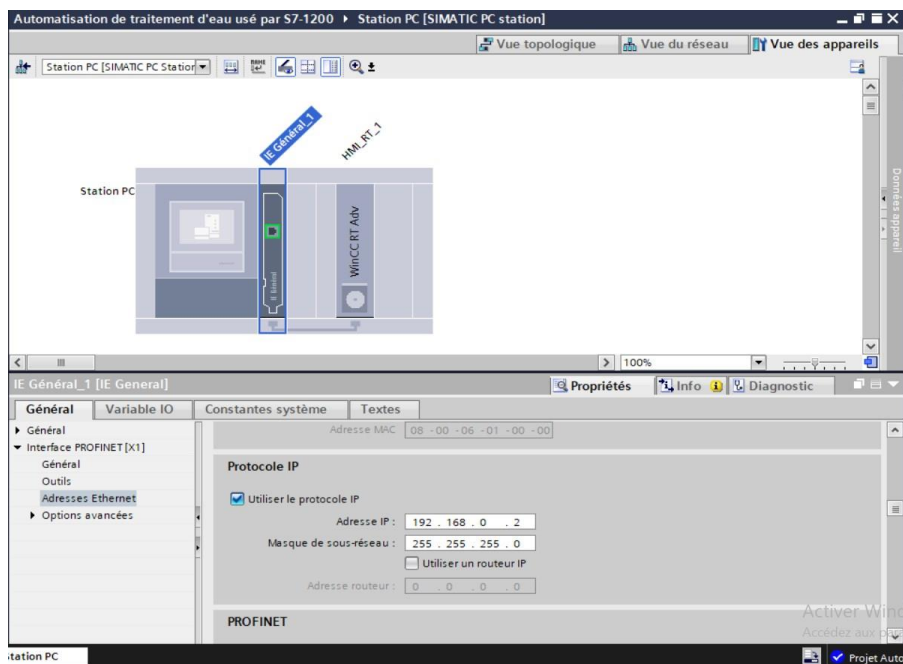 Automatisation de traitement d'eau usé par S7-1200 ▸ Station PC [SIMATIC PC station]
Vue topologique Vue du réseau Vue des appareils
Station PC [SIMATIC PC Station
IE Général_1
HMI_RT_1
Station PC
WinCC RT Adv
IE Général
Données appareil
100%
IE Général_1 [IE General]
Propriétés Info Diagnostic
Général Variable IO Constantes système Textes
Général
Interface PROFINET [X1]
Général
Outils
Adresses Ethernet
Options avancées
Adresse MAC 08 -00 -06 -01 -00 -00
Protocole IP
Utiliser le protocole IP
Adresse IP : 192 . 168 . 0 . 2
Masque de sous-réseau : 255 . 255 . 255 . 0
Utiliser un routeur IP
Adresse routeur : 0 . 0 . 0 . 0
PROFINET
Activer Wind
Accédez aux p
tation PC
Projet Auto